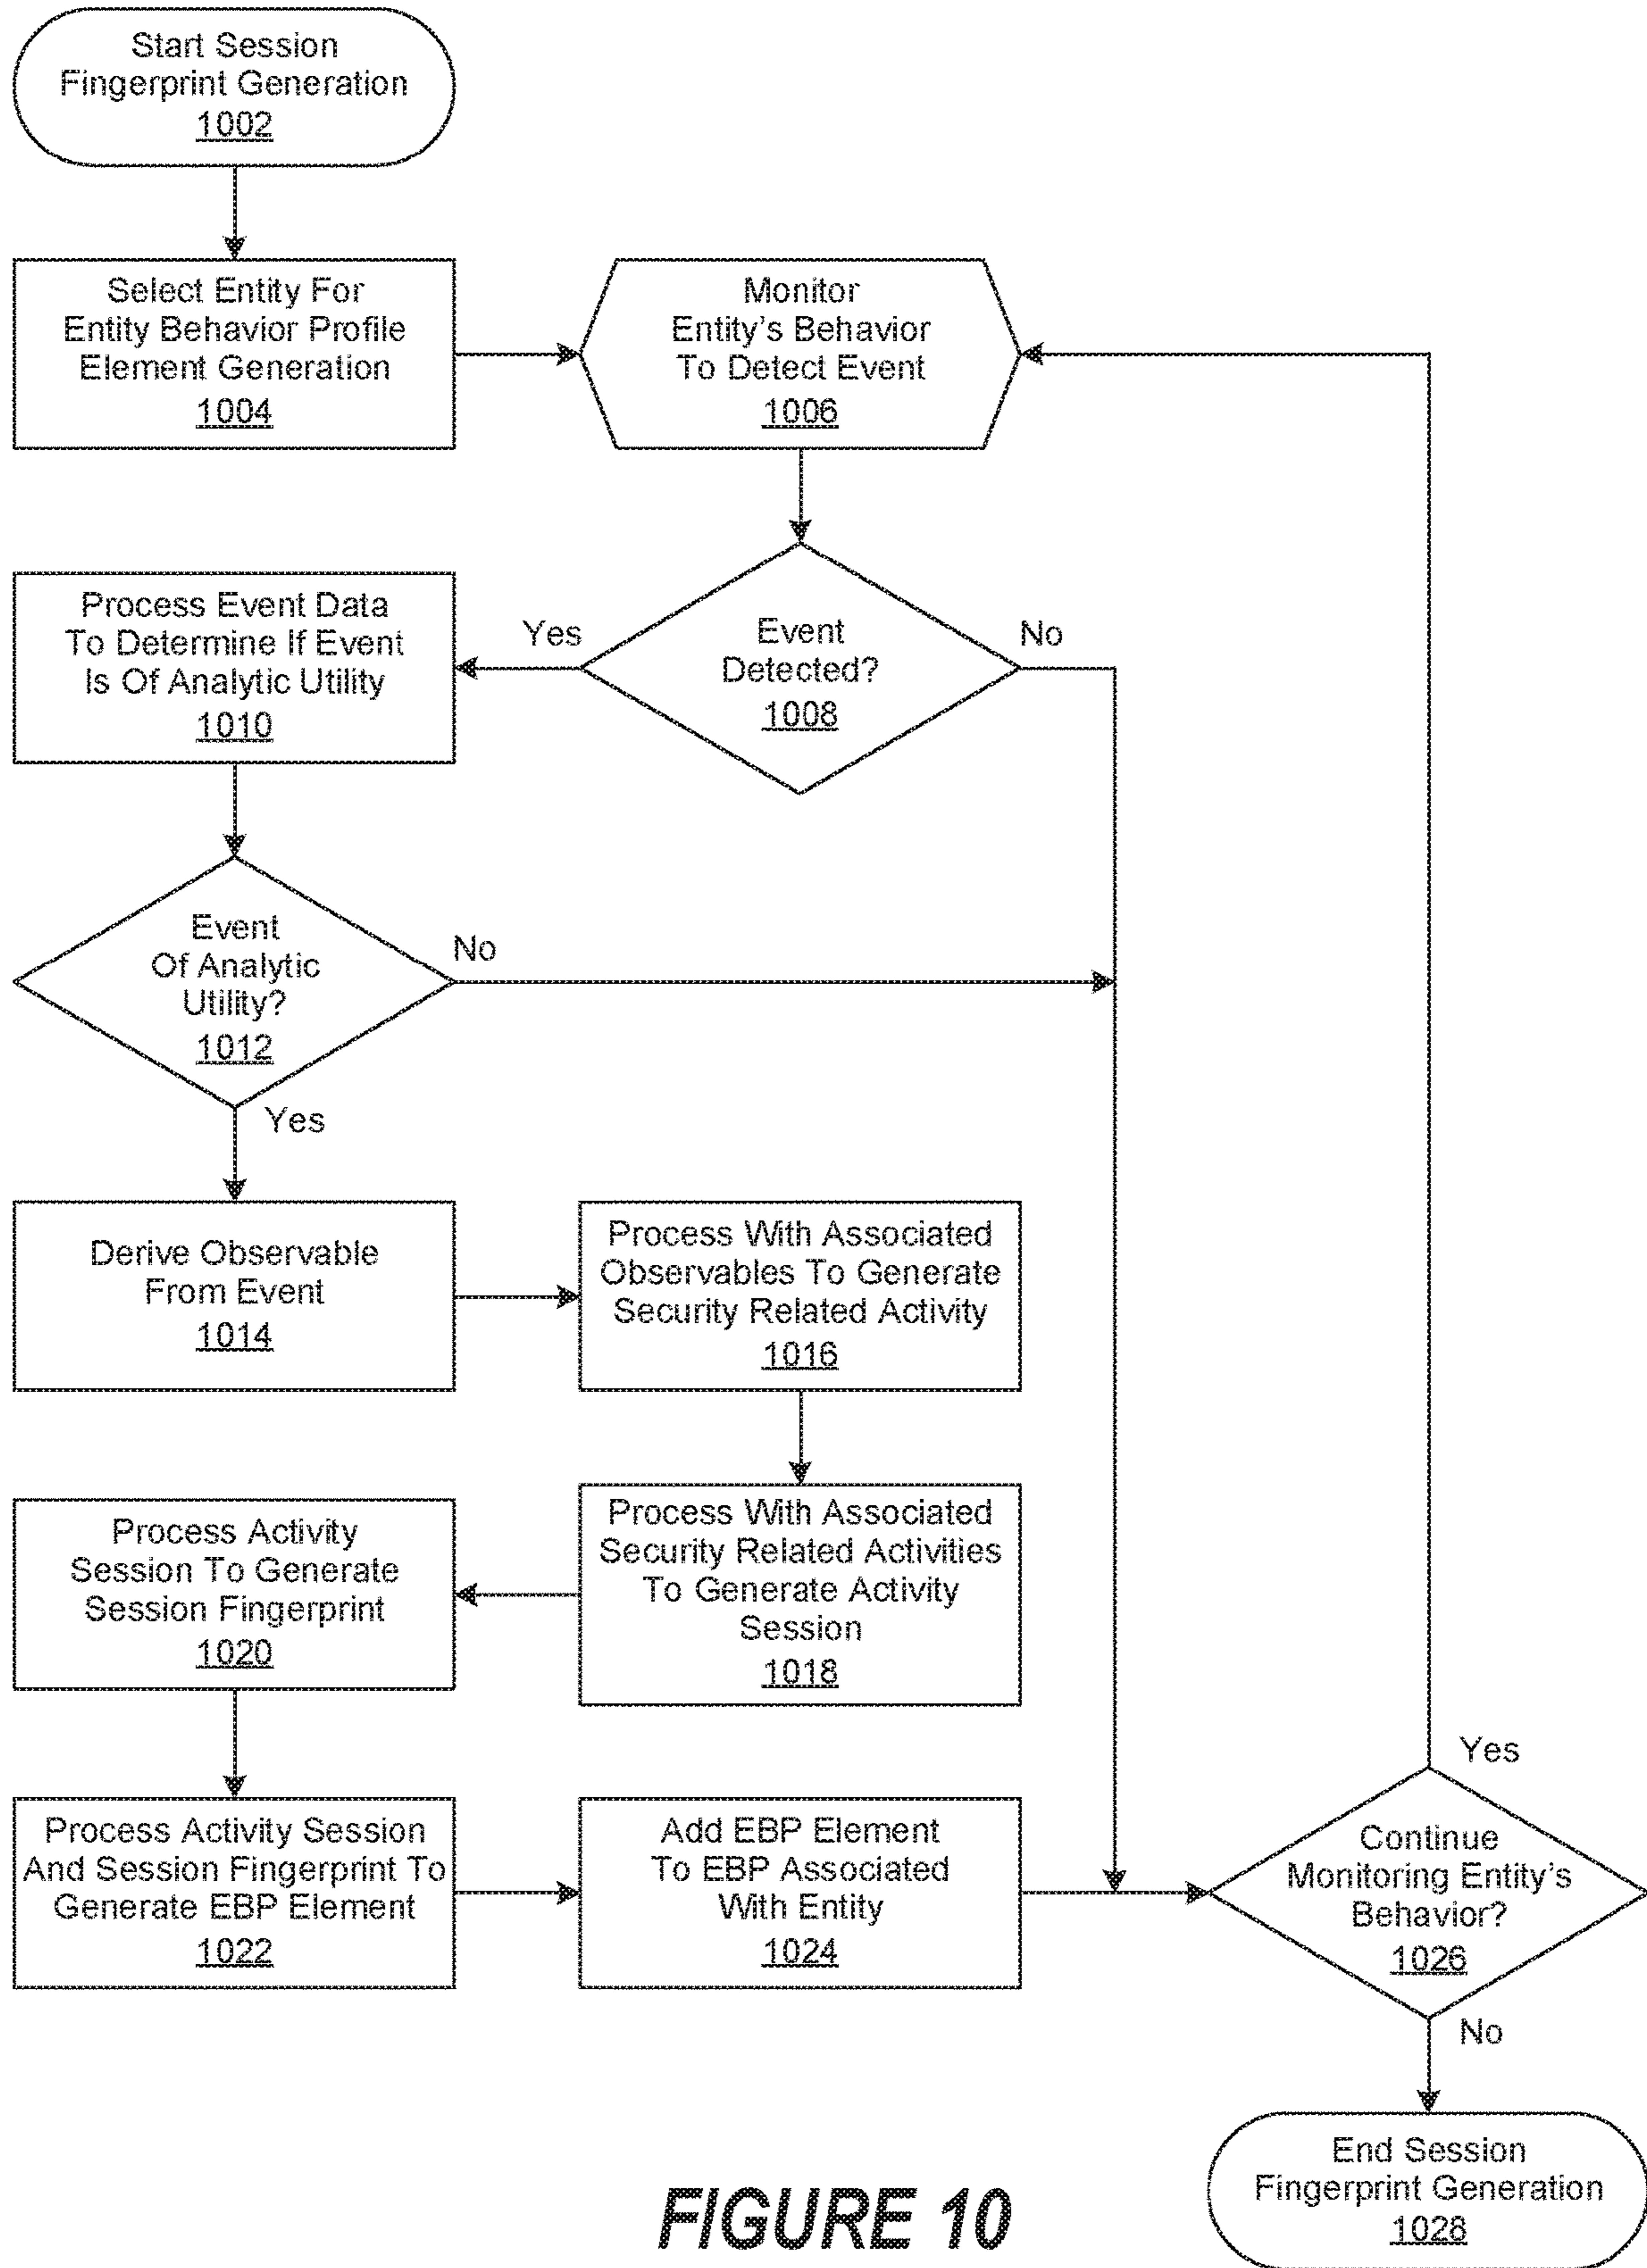 Start Session
Fingerprint Generation
1002
Select Entity For
Entity Behavior Profile
Element Generation
1004
Monitor
Entity's Behavior
To Detect Event
1006
Process Event Data
To Determine If Event
Is Of Analytic Utility
1010
Yes
Event
Detected?
1008
No
Event
Of Analytic
Utility?
1012
No
Yes
Derive Observable
From Event
1014
Process With Associated
Observables To Generate
Security Related Activity
1016
Process Activity
Session To Generate
Session Fingerprint
1020
Process With Associated
Security Related Activities
To Generate Activity
Session
1018
Process Activity Session
And Session Fingerprint To
Generate EBP Element
1022
Add EBP Element
To EBP Associated
With Entity
1024
Yes
Continue
Monitoring Entity's
Behavior?
1026
No
End Session
Fingerprint Generation
1028
FIGURE 10